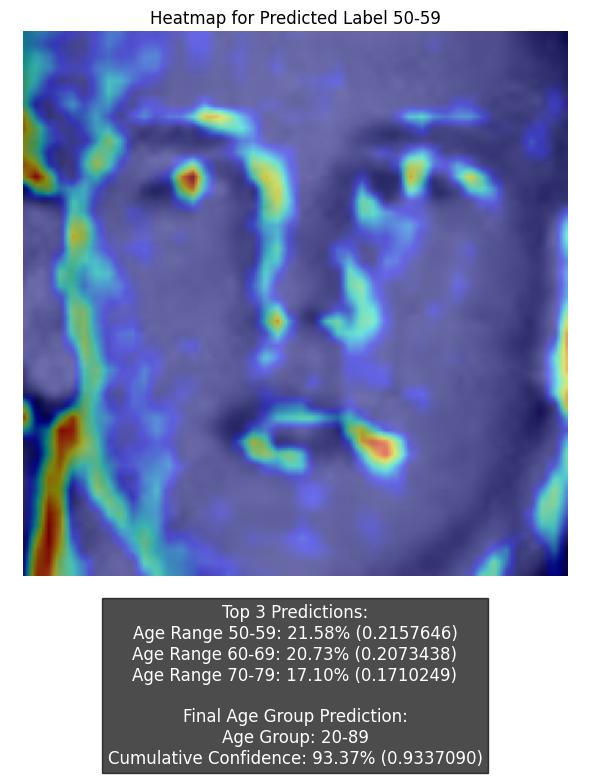 Heatmap for Predicted Label 50-59
Top 3 Predictions:
Age Range 50-59: 21.58% (0.2157646)
Age Range 60-69: 20.73% (0.2073438)
Age Range 70-79: 17.10% (0.1710249)
Final Age Group Prediction:
Age Group: 20-89
Cumulative Confidence: 93.37% (0.9337090)